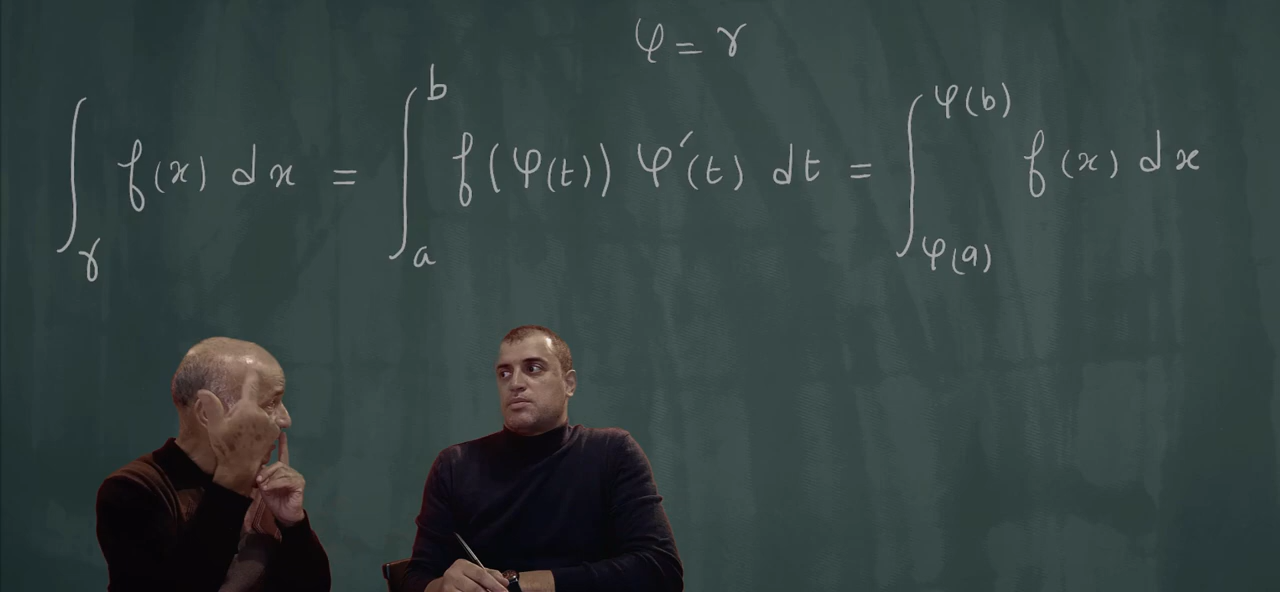 φ = γ
∫_γ f(x) dx = ∫_a^b f(φ(t)) φ′(t) dt = ∫_{φ(a)}^{φ(b)} f(x) dx